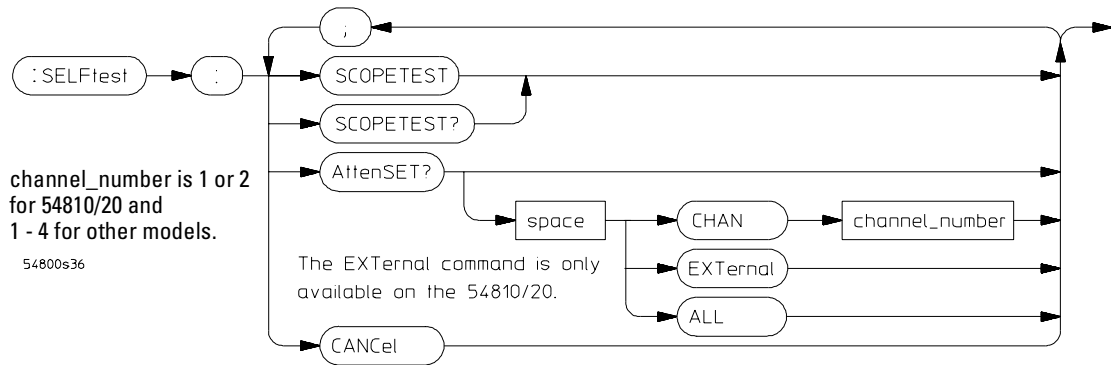 ;
:SELFtest
:
SCOPETEST
SCOPETEST?
AttenSET?
channel_number is 1 or 2
for 54810/20 and
1 - 4 for other models.
54800s36
space
CHAN
channel_number
The EXTernal command is only
available on the 54810/20.
EXTernal
ALL
CANCel